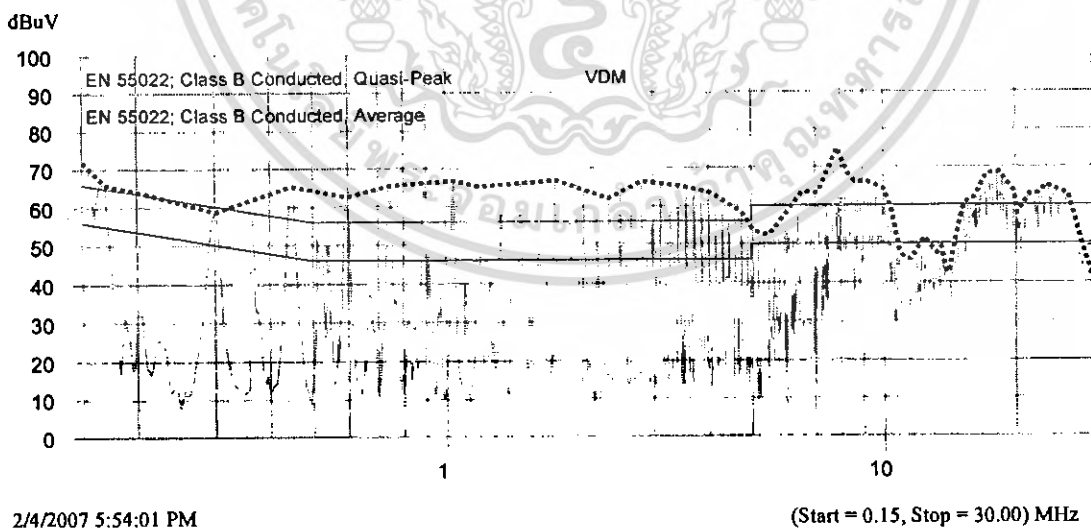 dBuV
100
EN 55022; Class B Conducted, Quasi-Peak
VDM
90
EN 55022; Class B Conducted, Average
80
70
60
50
40
30
20
10
0
1
10
2/4/2007 5:54:01 PM
(Start = 0.15, Stop = 30.00) MHz